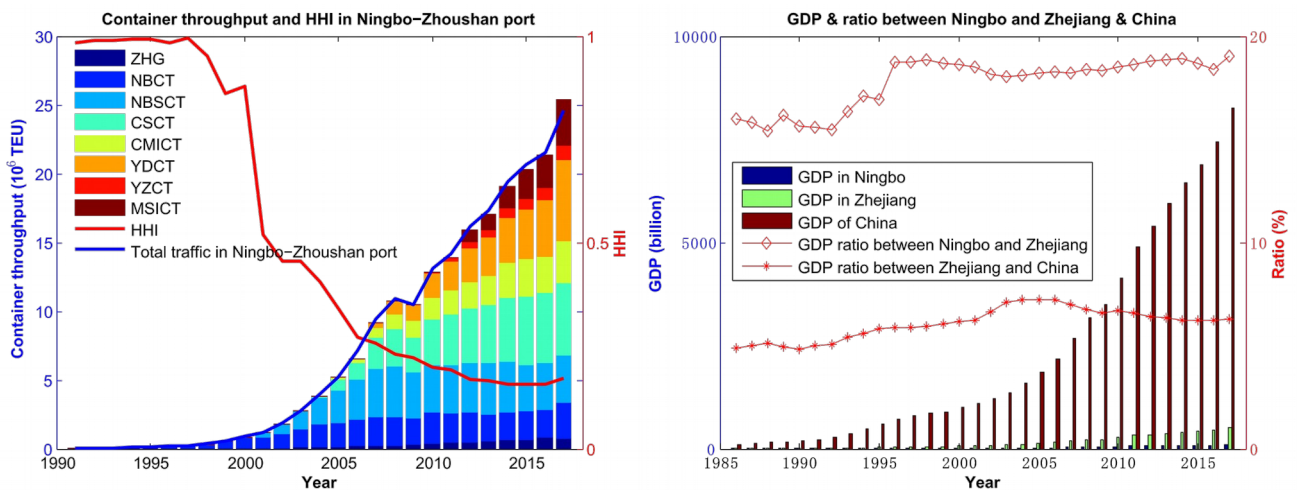 Container throughput and HHI in Ningbo−Zhoushan port
30
25
20
15
10
5
0
Container throughput (10^6 TEU)
1
0.5
0
HHI
ZHG
NBCT
NBSCT
CSCT
CMICT
YDCT
YZCT
MSICT
HHI
Total traffic in Ningbo−Zhoushan port
1990 1995 2000 2005 2010 2015
Year
GDP & ratio between Ningbo and Zhejiang & China
10000
5000
0
GDP (billion)
20
10
0
Ratio (%)
GDP in Ningbo
GDP in Zhejiang
GDP of China
GDP ratio between Ningbo and Zhejiang
GDP ratio between Zhejiang and China
1985 1990 1995 2000 2005 2010 2015
Year